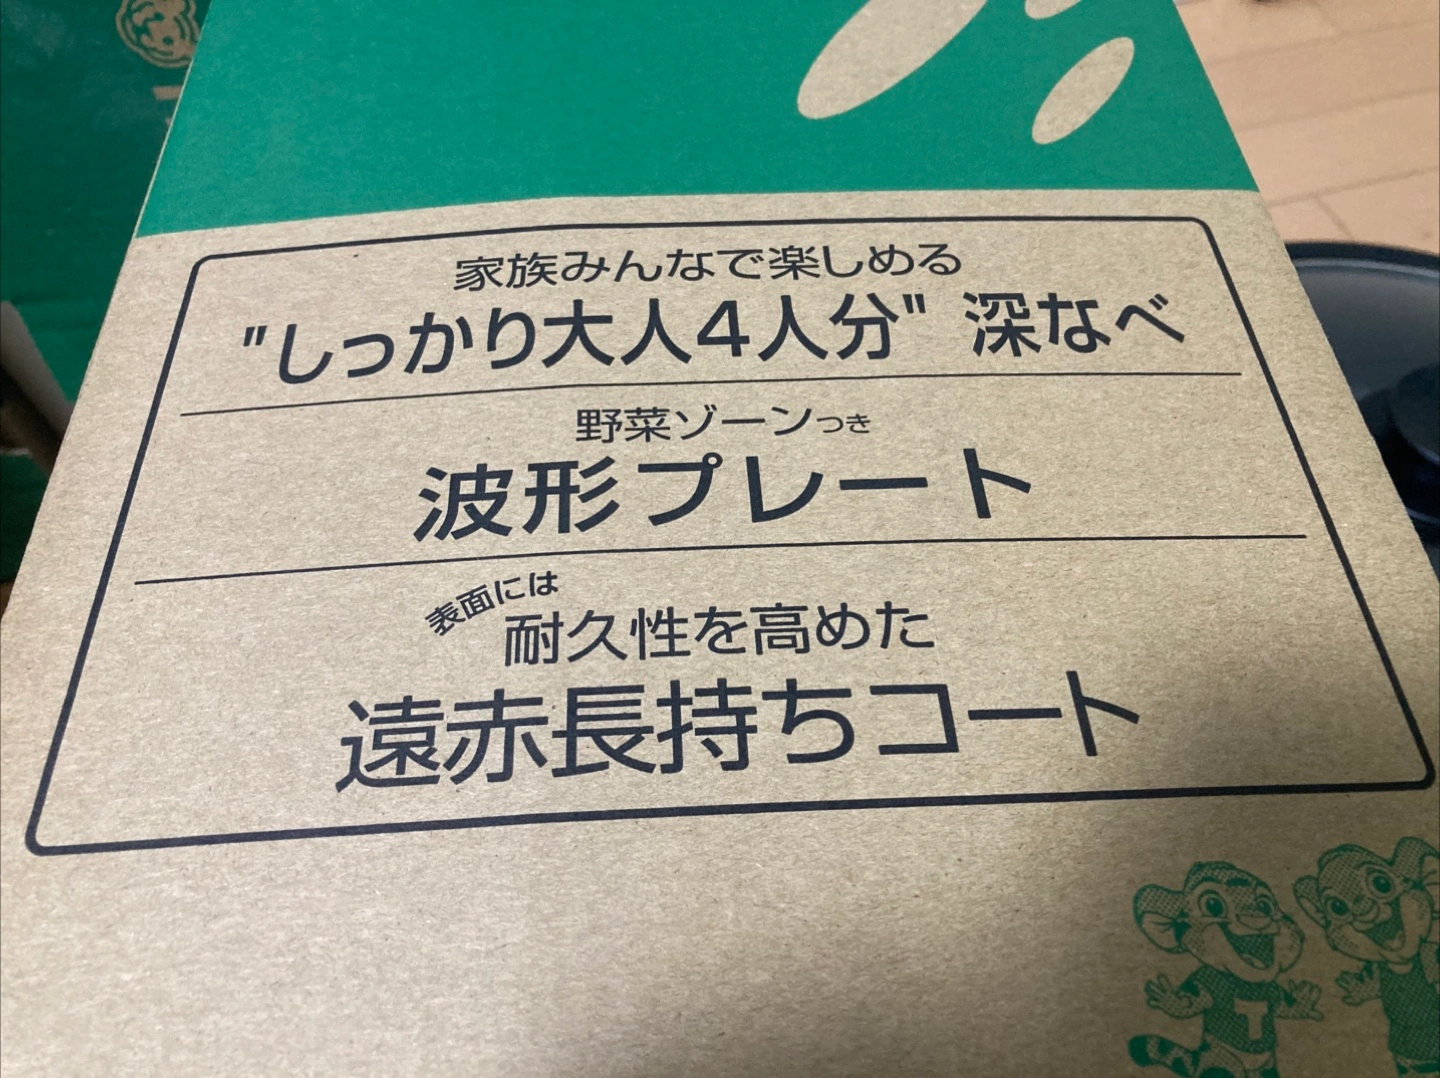 家族みんなで楽しめる
"しっかり大人4人分" 深なべ
野菜ゾーンつき
波形プレート
表面には
耐久性を高めた
遠赤長持ちコート
T